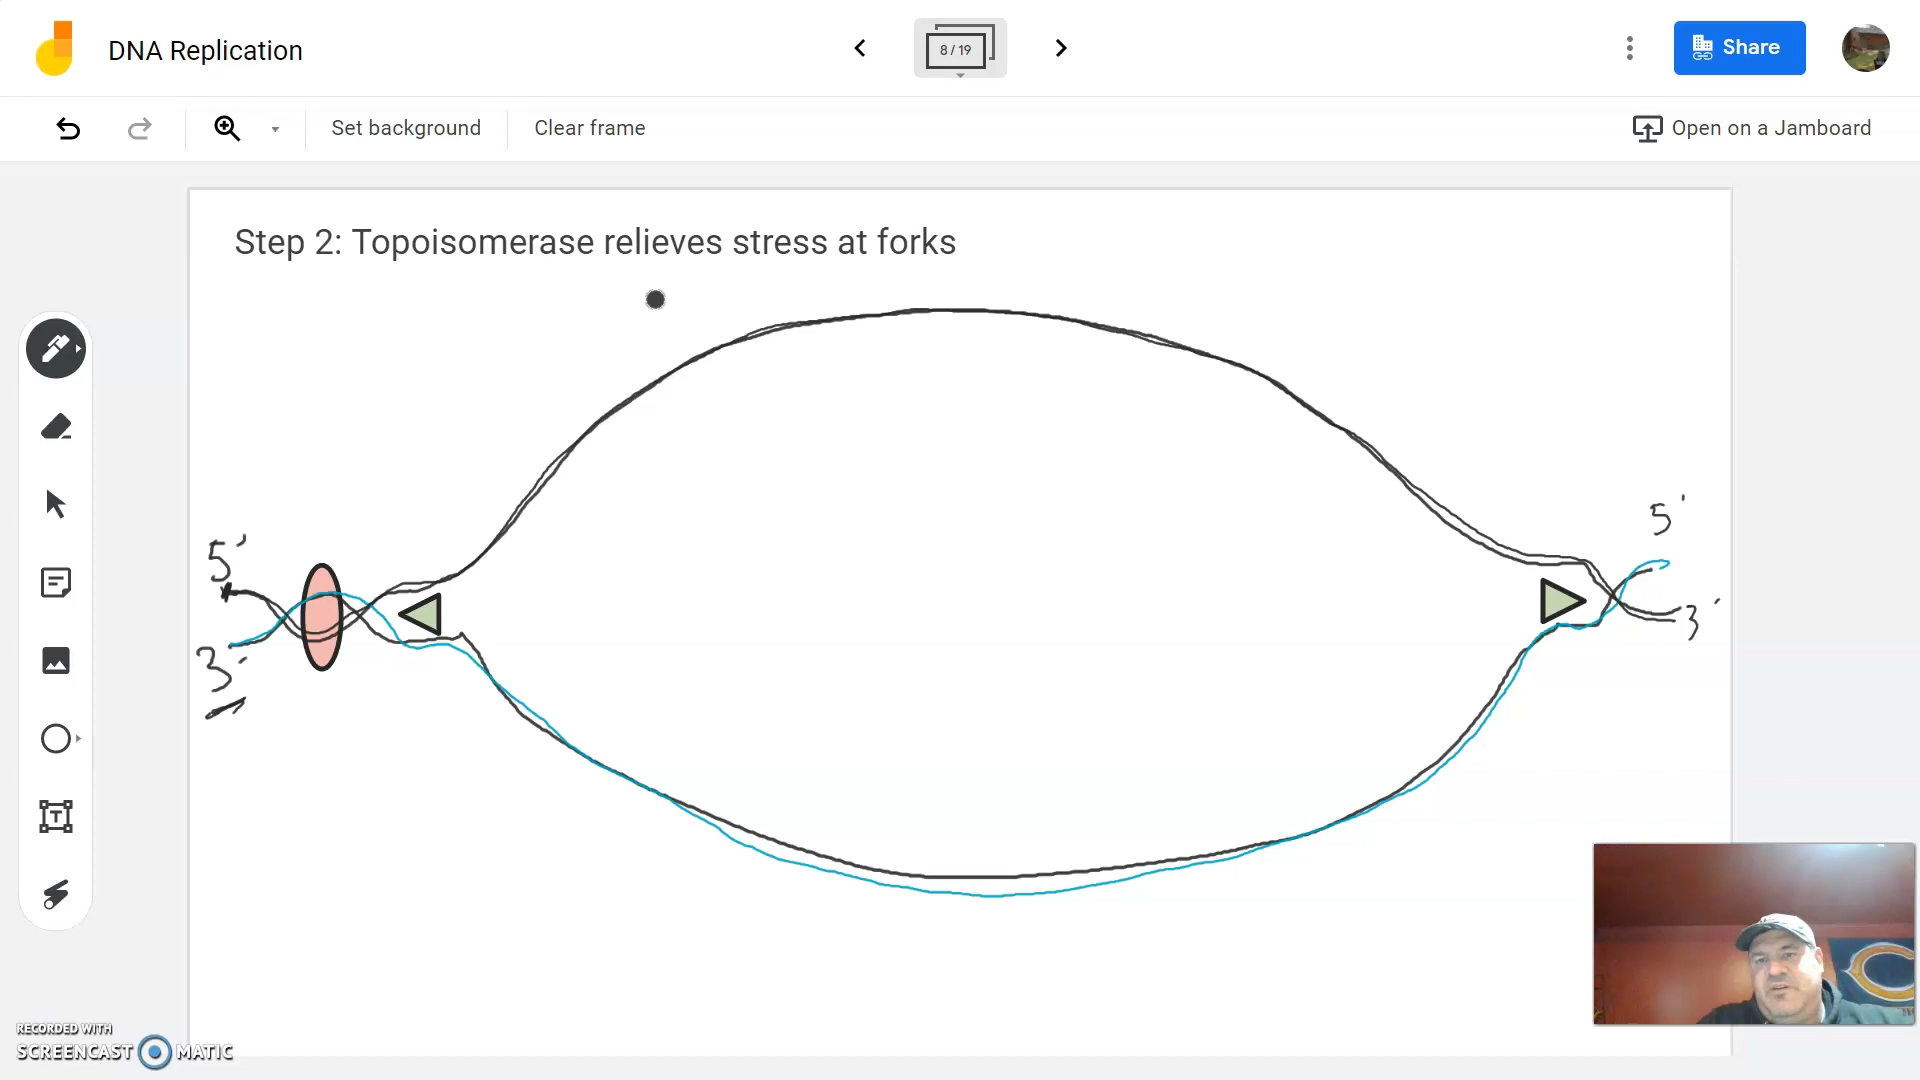 DNA Replication
8 / 19
Share
Set background
Clear frame
Open on a Jamboard
Step 2: Topoisomerase relieves stress at forks
5'
5'
3'
3'
RECORDED WITH
SCREENCAST MATIC